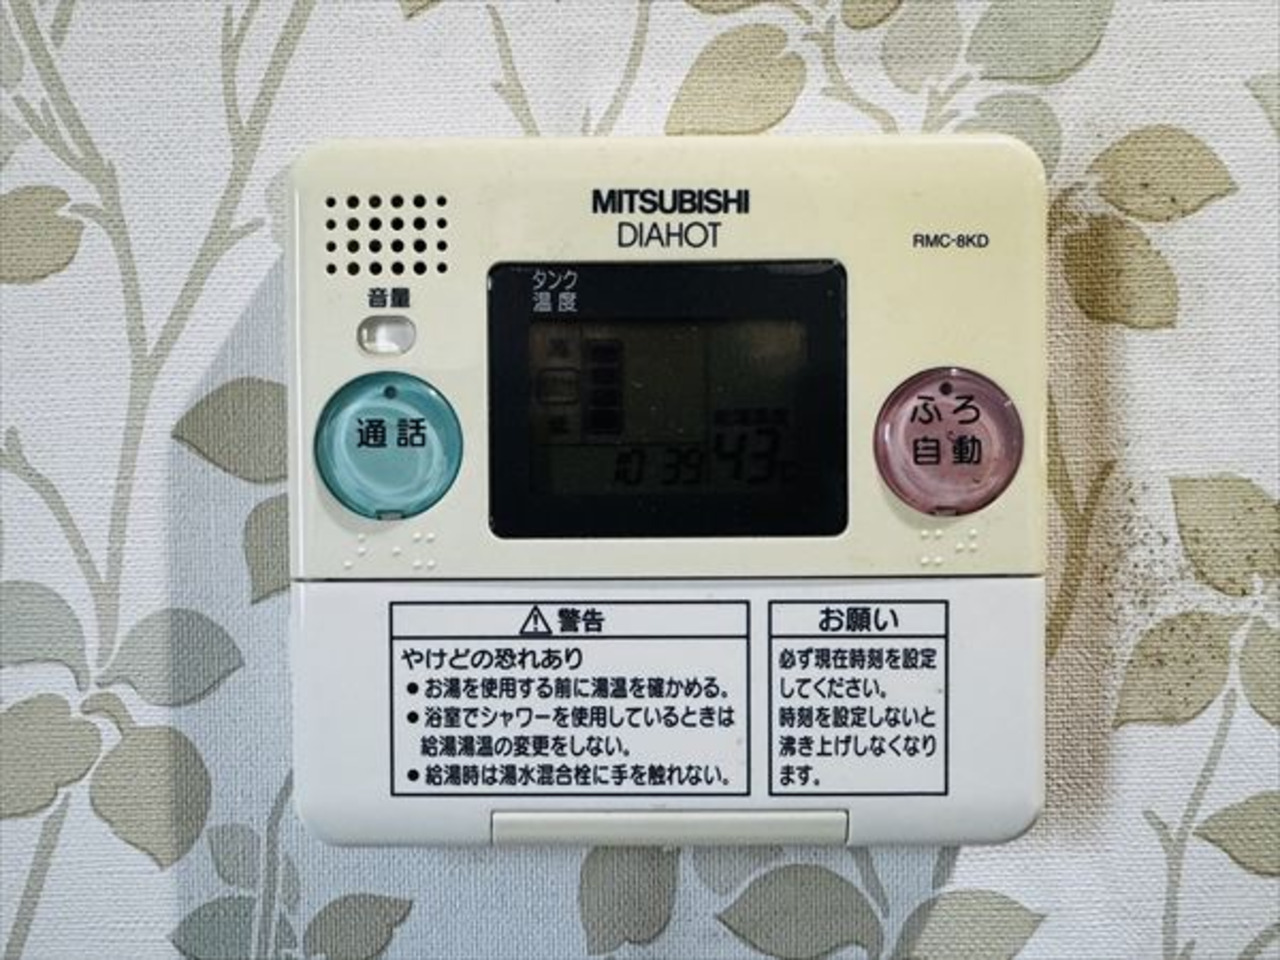 MITSUBISHI
DIAHOT
RMC-8KD
音量
タンク
温度
通話
ふろ
自動
10 39
43
警告
やけどの恐れあり
●お湯を使用する前に湯温を確かめる。
●浴室でシャワーを使用しているときは
給湯湯温の変更をしない。
●給湯時は湯水混合栓に手を触れない。
お願い
必ず現在時刻を設定
してください。
時刻を設定しないと
沸き上げしなくなり
ます。